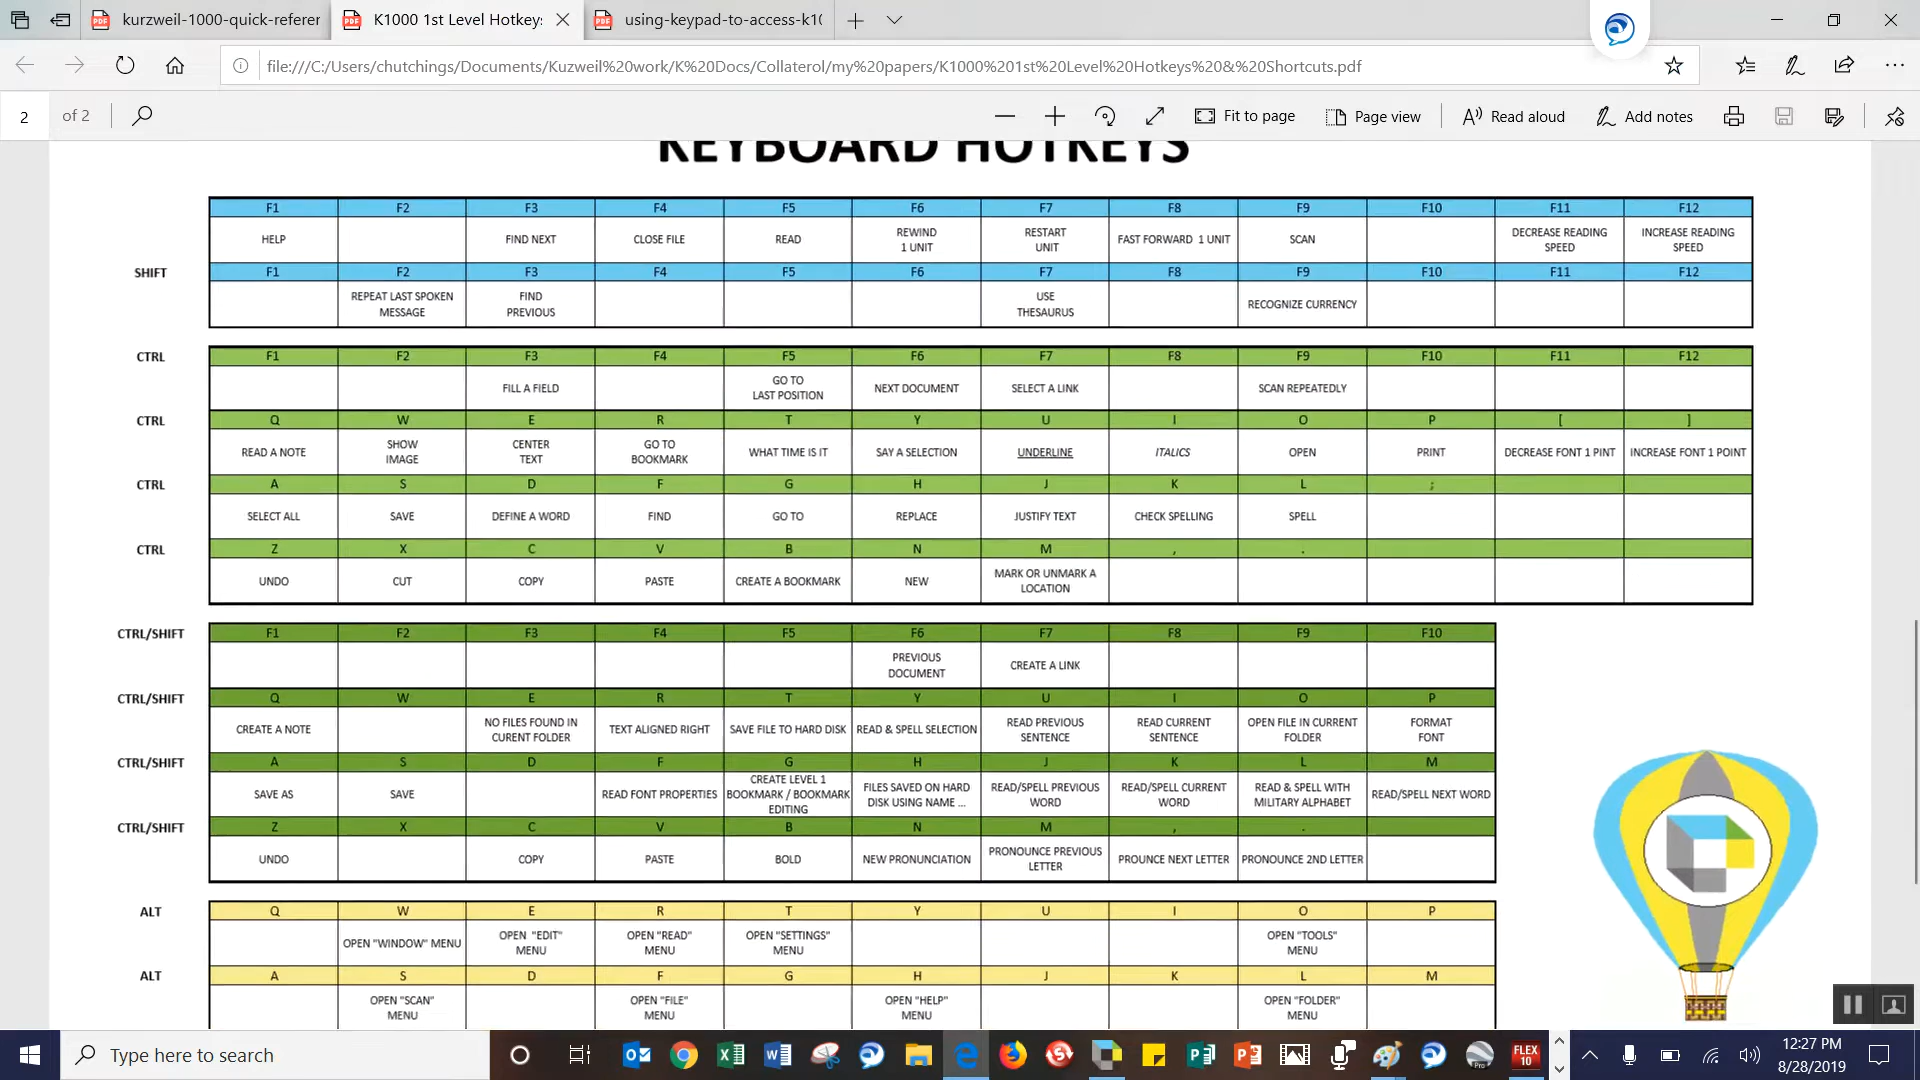 kurzweil-1000-quick-referer
K1000 1st Level Hotkey:
using-keypad-to-access-k1(
file:///C:/Users/chutchings/Documents/Kuzweil%20work/K%20Docs/Collaterol/my%20papers/K1000%201st%20Level%20Hotkeys%20&%20Shortcuts.pdf
2 of 2 Fit to page Page view Read aloud Add notes
KEYBOARD HOTKEYS
F1 F2 F3 F4 F5 F6 F7 F8 F9 F10 F11 F12
HELP FIND NEXT CLOSE FILE READ REWIND 1 UNIT RESTART UNIT FAST FORWARD 1 UNIT SCAN DECREASE READING SPEED INCREASE READING SPEED
SHIFT F1 F2 F3 F4 F5 F6 F7 F8 F9 F10 F11 F12
REPEAT LAST SPOKEN MESSAGE FIND PREVIOUS USE THESAURUS RECOGNIZE CURRENCY
CTRL F1 F2 F3 F4 F5 F6 F7 F8 F9 F10 F11 F12
FILL A FIELD GO TO LAST POSITION NEXT DOCUMENT SELECT A LINK SCAN REPEATEDLY
CTRL Q W E R T Y U I O P [ ]
READ A NOTE SHOW IMAGE CENTER TEXT GO TO BOOKMARK WHAT TIME IS IT SAY A SELECTION UNDERLINE ITALICS OPEN PRINT DECREASE FONT 1 PINT INCREASE FONT 1 POINT
CTRL A S D F G H J K L ;
SELECT ALL SAVE DEFINE A WORD FIND GO TO REPLACE JUSTIFY TEXT CHECK SPELLING SPELL
CTRL Z X C V B N M , .
UNDO CUT COPY PASTE CREATE A BOOKMARK NEW MARK OR UNMARK A LOCATION
CTRL/SHIFT F1 F2 F3 F4 F5 F6 F7 F8 F9 F10
PREVIOUS DOCUMENT CREATE A LINK
CTRL/SHIFT Q W E R T Y U I O P
CREATE A NOTE NO FILES FOUND IN CURENT FOLDER TEXT ALIGNED RIGHT SAVE FILE TO HARD DISK READ & SPELL SELECTION READ PREVIOUS SENTENCE READ CURRENT SENTENCE OPEN FILE IN CURRENT FOLDER FORMAT FONT
CTRL/SHIFT A S D F G H J K L M
SAVE AS SAVE READ FONT PROPERTIES CREATE LEVEL 1 BOOKMARK / BOOKMARK EDITING FILES SAVED ON HARD DISK USING NAME ... READ/SPELL PREVIOUS WORD READ/SPELL CURRENT WORD READ & SPELL WITH MILITARY ALPHABET READ/SPELL NEXT WORD
CTRL/SHIFT Z X C V B N M , .
UNDO COPY PASTE BOLD NEW PRONUNCIATION PRONOUNCE PREVIOUS LETTER PROUNCE NEXT LETTER PRONOUNCE 2ND LETTER
ALT Q W E R T Y U I O P
OPEN "WINDOW" MENU OPEN "EDIT" MENU OPEN "READ" MENU OPEN "SETTINGS" MENU OPEN "TOOLS" MENU
ALT A S D F G H J K L M
OPEN "SCAN" MENU OPEN "FILE" MENU OPEN "HELP" MENU OPEN "FOLDER" MENU
Type here to search
FLEX 10
12:27 PM
8/28/2019